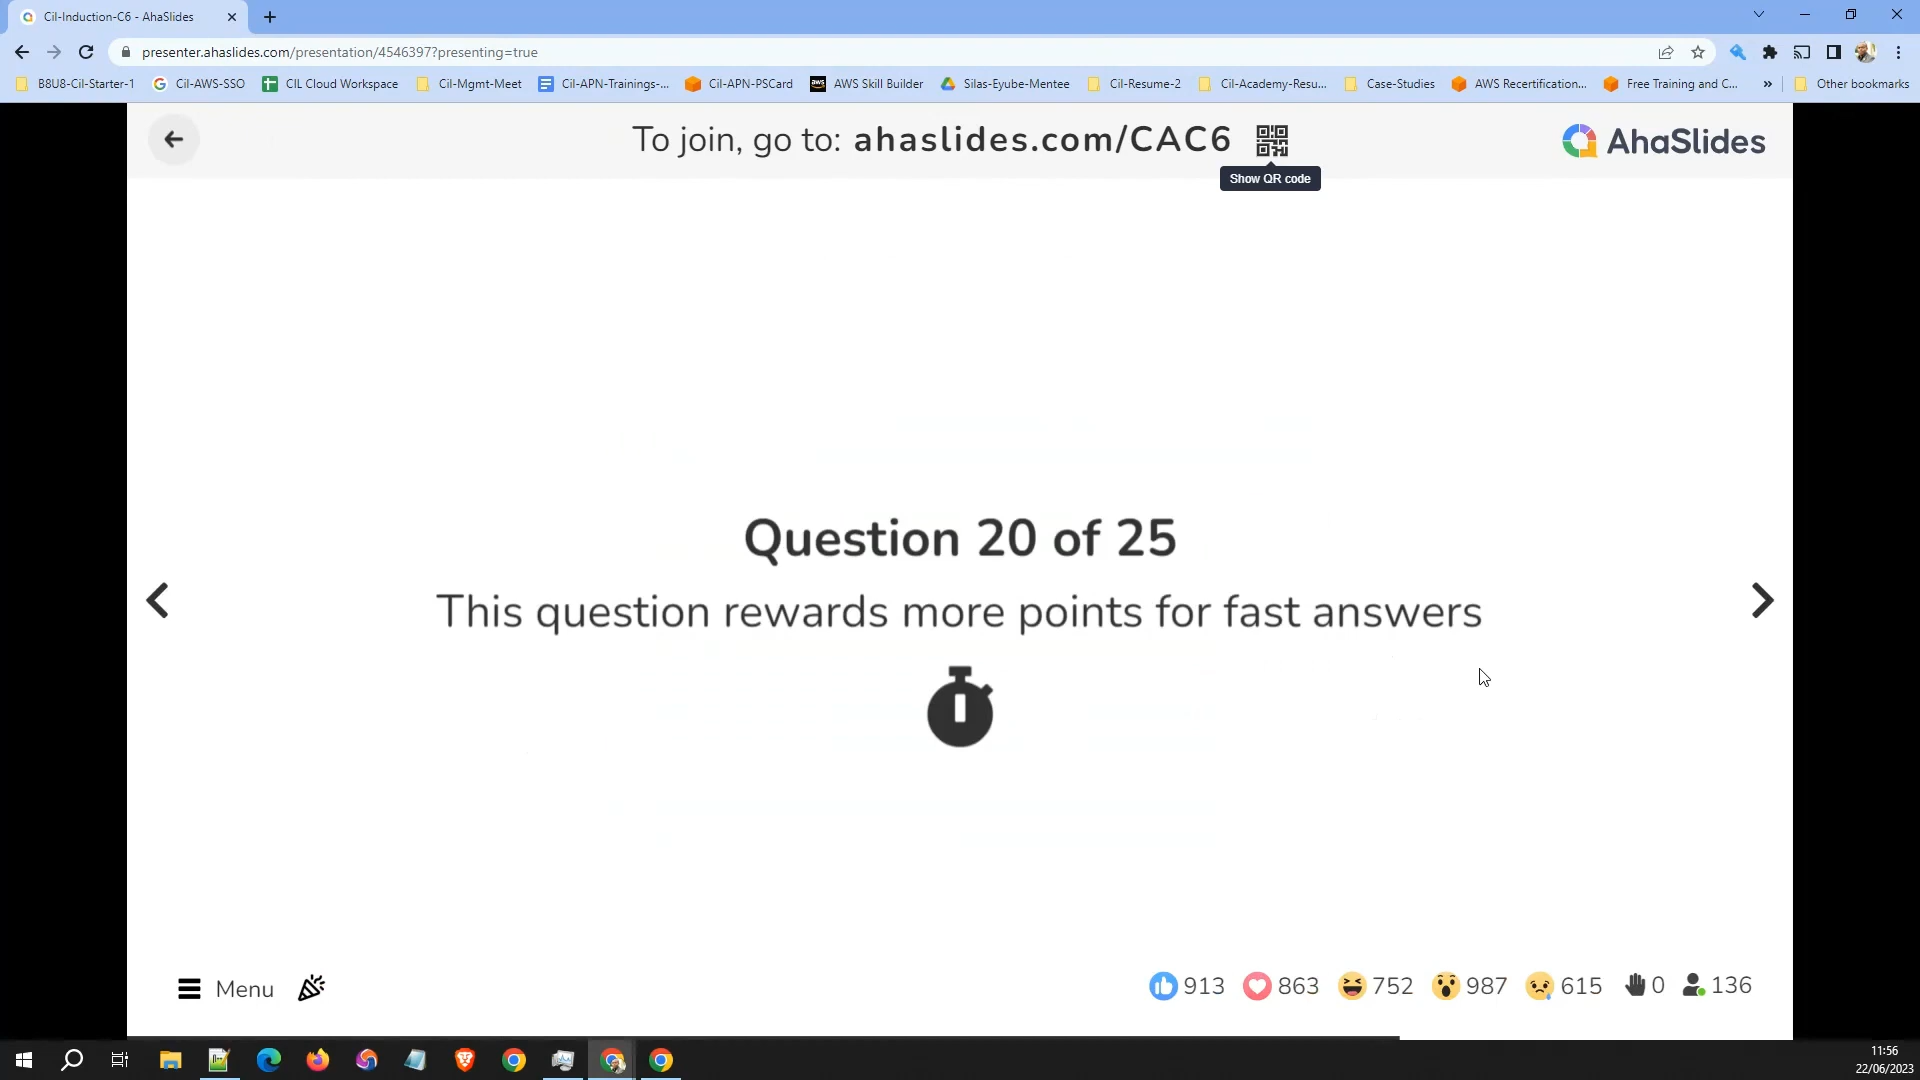 Cil-Induction-C6 - AhaSlides
presenter.ahaslides.com/presentation/4546397?presenting=true
B8U8-Cil-Starter-1 Cil-AWS-SSO CIL Cloud Workspace Cil-Mgmt-Meet Cil-APN-Trainings-... Cil-APN-PSCard aws AWS Skill Builder Silas-Eyube-Mentee Cil-Resume-2 Cil-Academy-Resu... Case-Studies AWS Recertification... Free Training and C... » Other bookmarks
To join, go to: ahaslides.com/CAC6 AhaSlides
Show QR code
Question 20 of 25
This question rewards more points for fast answers
Menu 913 863 752 987 615 0 136
11:56
22/06/2023